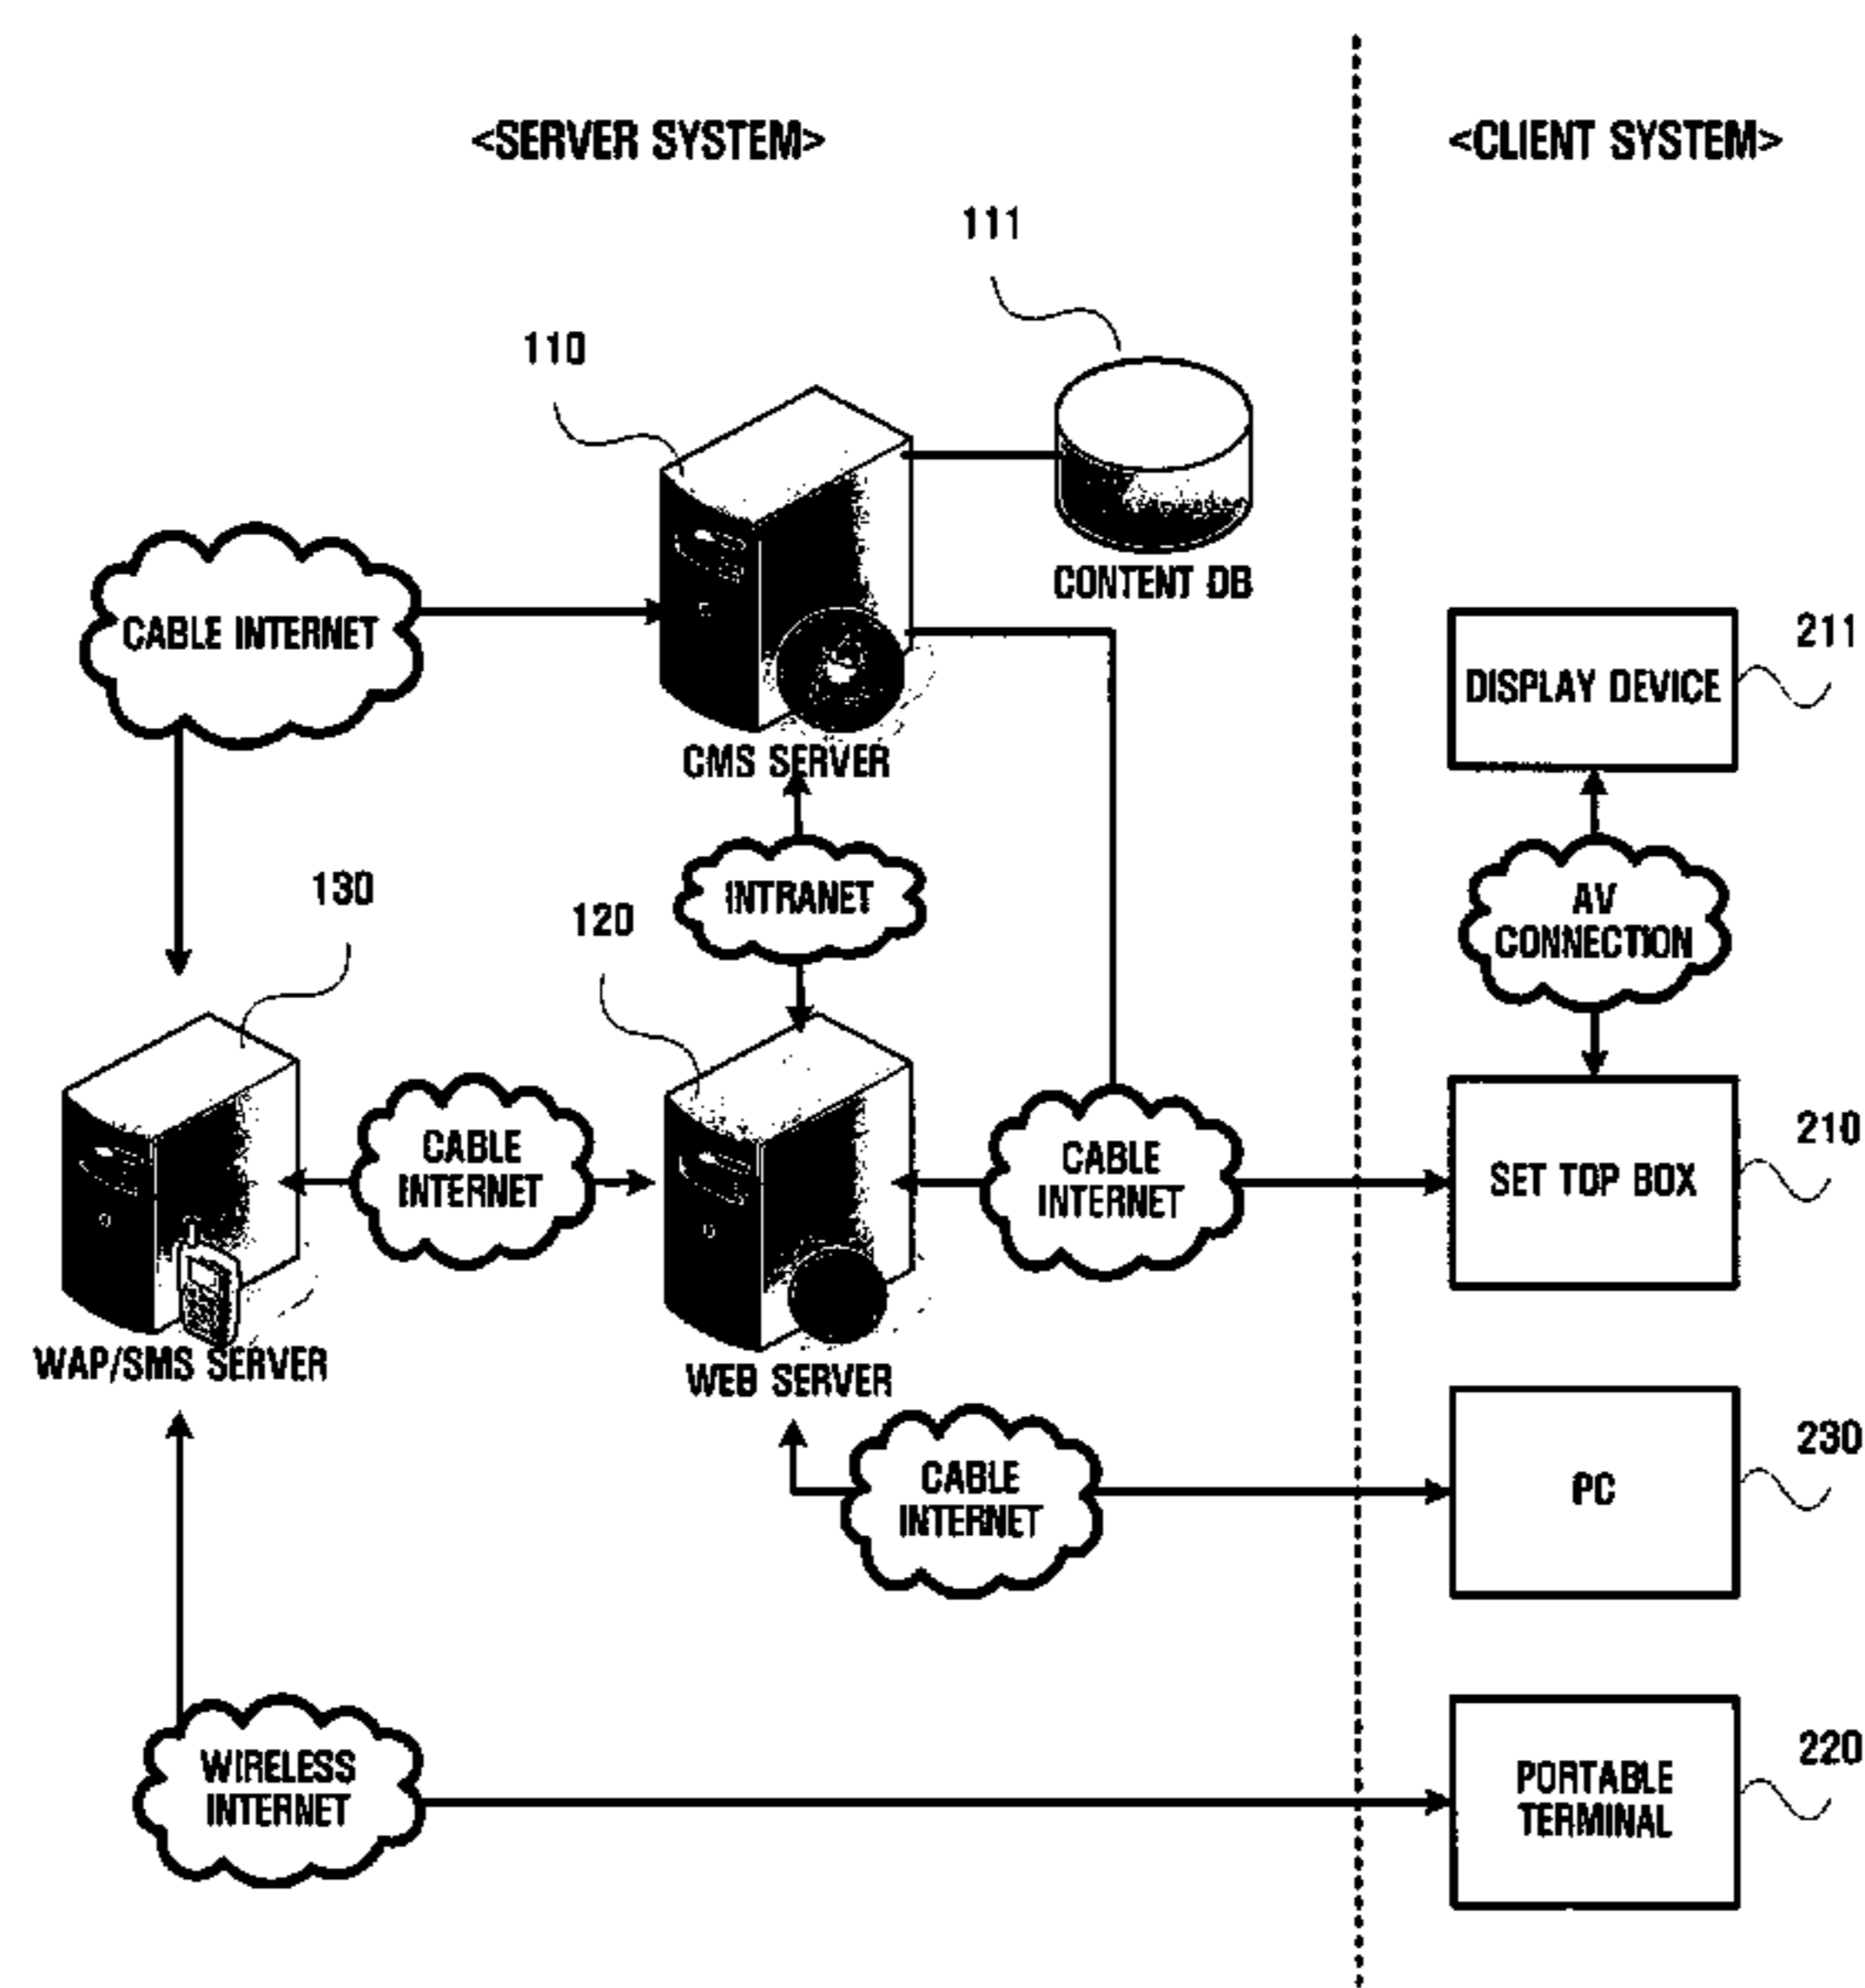 <SERVER SYSTEM>
<CLIENT SYSTEM>
111
110
CONTENT DB
CABLE INTERNET
211
DISPLAY DEVICE
CMS SERVER
INTRANET
130
120
AV
CONNECTION
CABLE
INTERNET
CABLE
INTERNET
210
SET TOP BOX
WAP/SMS SERVER
WEB SERVER
230
CABLE
INTERNET
PC
220
WIRELESS
INTERNET
PORTABLE
TERMINAL